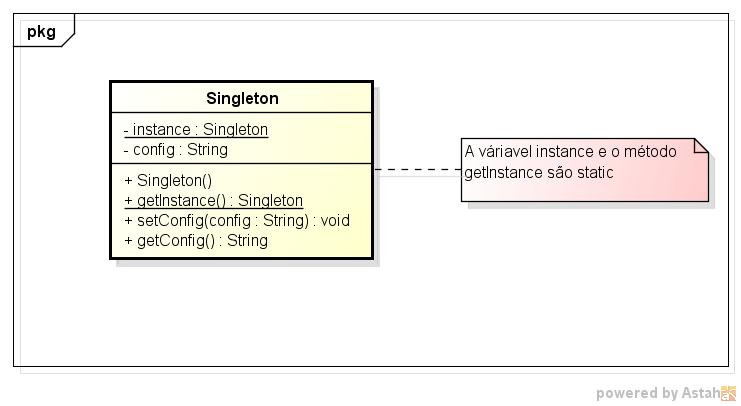 pkg
Singleton
- instance : Singleton
- config : String
+ Singleton()
+ getInstance() : Singleton
+ setConfig(config : String) : void
+ getConfig() : String
A váriavel instance e o método
getInstance são static
powered by Astah